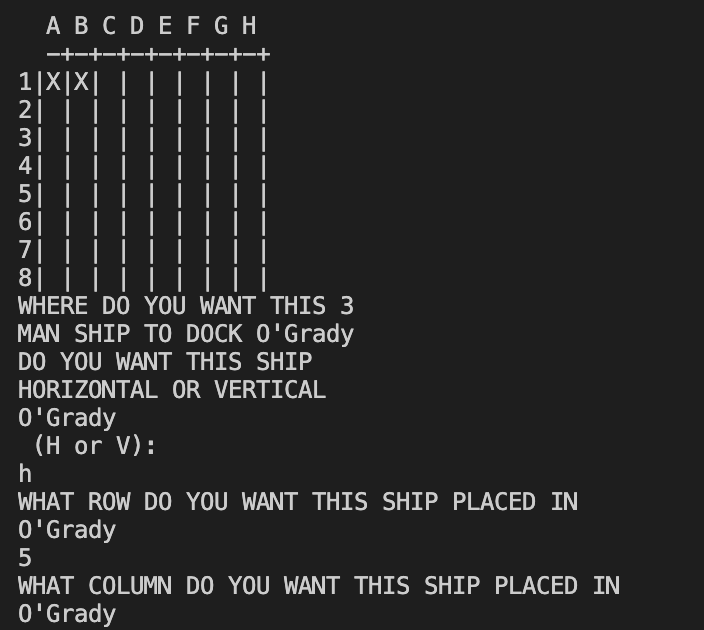 A B C D E F G H
  -+-+-+-+-+-+-+-+
1|X|X| | | | | | |
2| | | | | | | | |
3| | | | | | | | |
4| | | | | | | | |
5| | | | | | | | |
6| | | | | | | | |
7| | | | | | | | |
8| | | | | | | | |
WHERE DO YOU WANT THIS 3
MAN SHIP TO DOCK O'Grady
DO YOU WANT THIS SHIP
HORIZONTAL OR VERTICAL
O'Grady
 (H or V):
h
WHAT ROW DO YOU WANT THIS SHIP PLACED IN
O'Grady
5
WHAT COLUMN DO YOU WANT THIS SHIP PLACED IN
O'Grady